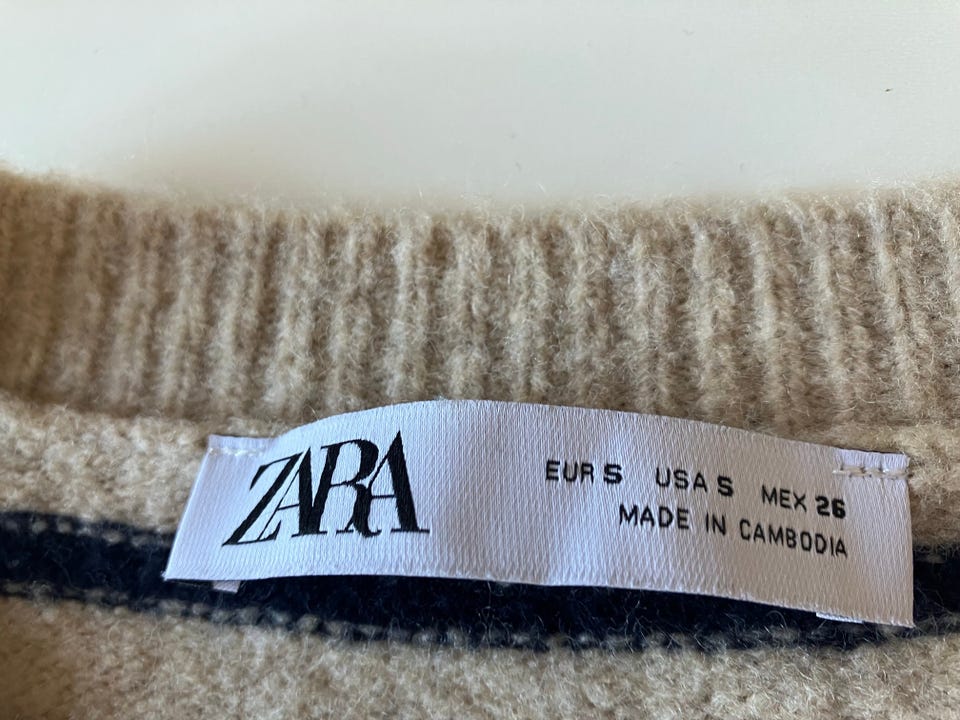 ZARA
EUR S USA S MEX 26
MADE IN CAMBODIA